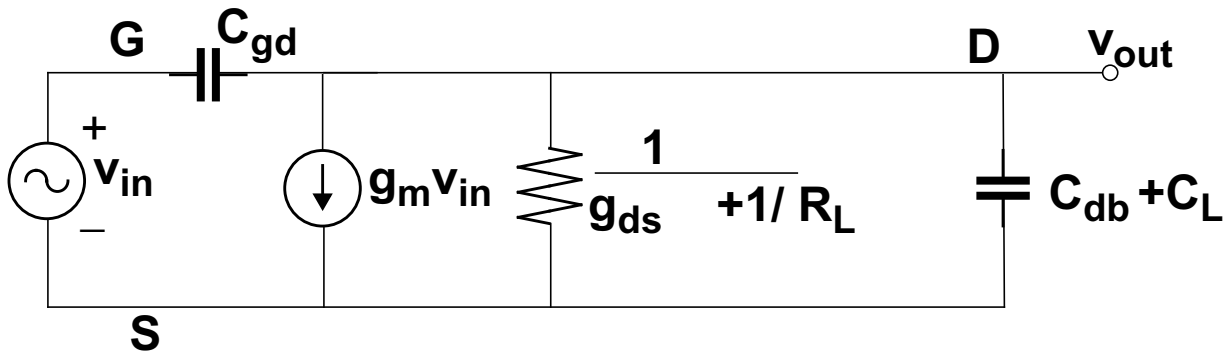 G
C_gd
D
v_out
+
v_in
−
g_m v_in
1
g_ds +1/ R_L
C_db +C_L
S